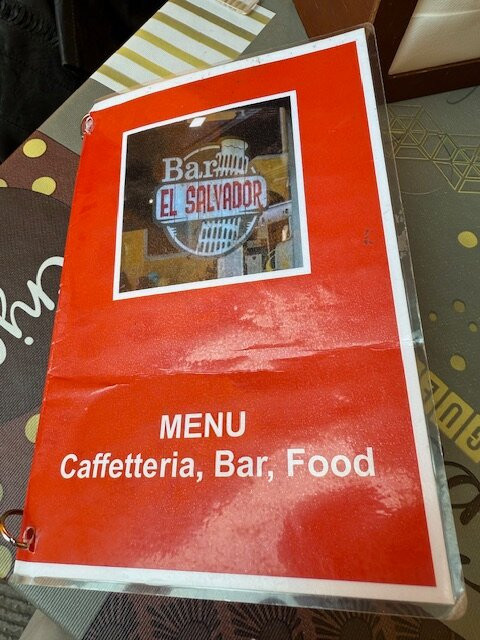 Bar
EL SALVADOR
MENU
Caffetteria, Bar, Food